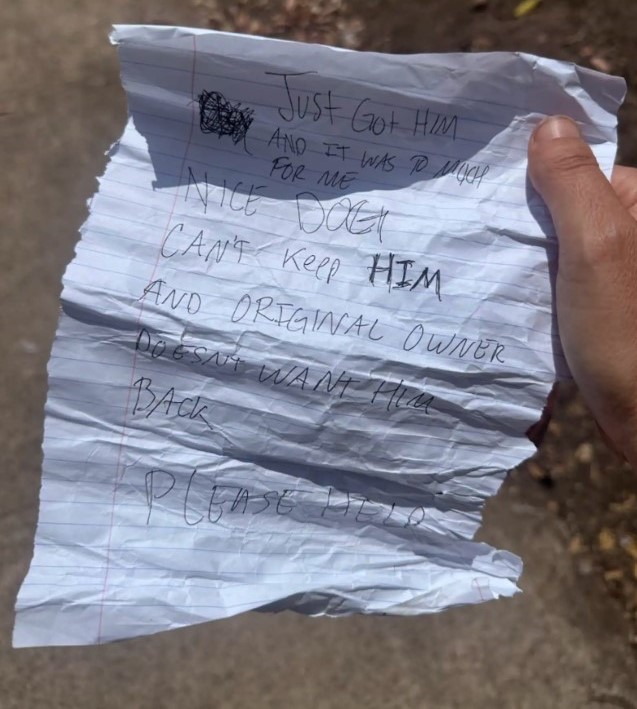 JUST GOT HIM
AND IT WAS TO MUCH
FOR ME
NICE DOG
CAN'T KEEP HIM
AND ORIGINAL OWNER
DOESNT WANT HIM
BACK
PLEASE HELP